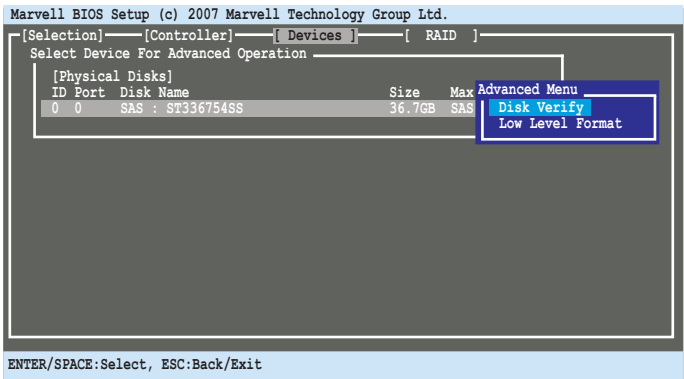 Marvell BIOS Setup (c) 2007 Marvell Technology Group Ltd.
[Selection] [Controller] [ Devices ] [ RAID ]
Select Device For Advanced Operation
[Physical Disks]
ID Port Disk Name Size Max
0 0 SAS : ST336754SS 36.7GB SAS
Advanced Menu
Disk Verify
Low Level Format
ENTER/SPACE:Select, ESC:Back/Exit